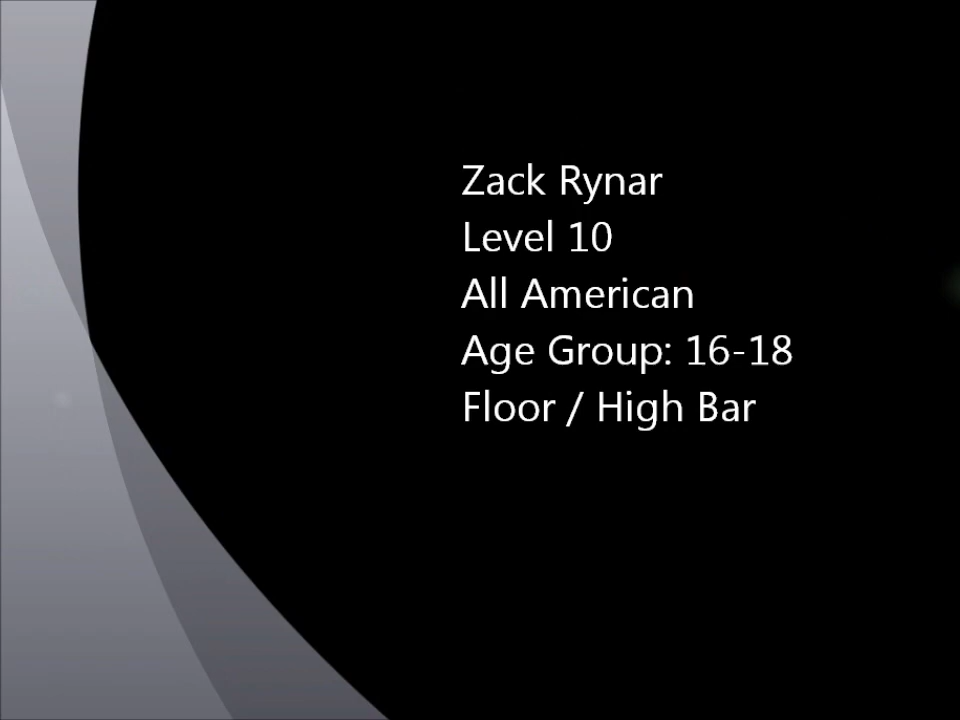 Zack Rynar
Level 10
All American
Age Group: 16-18
Floor / High Bar